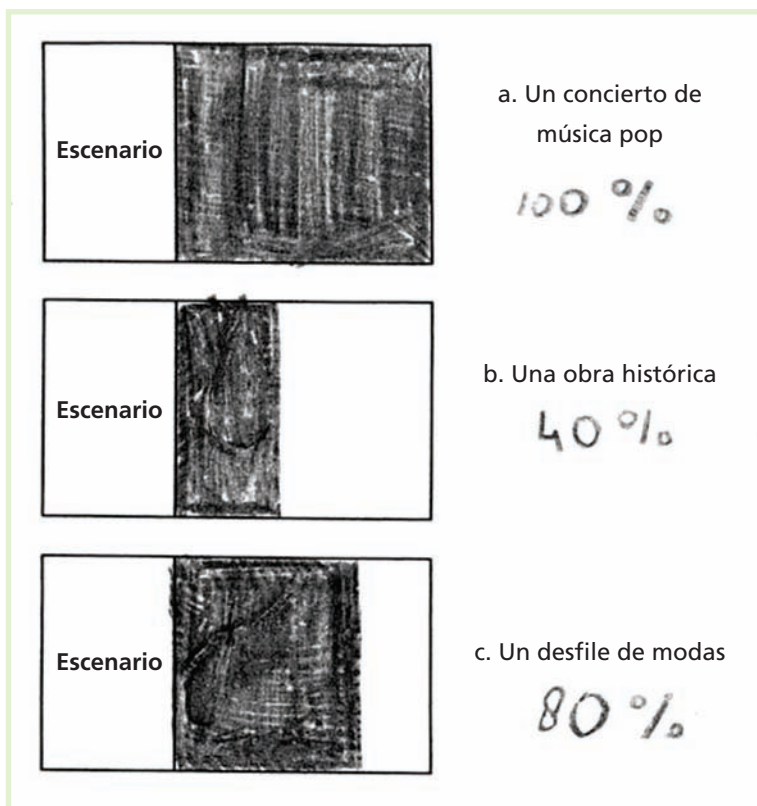 Escenario
a. Un concierto de
música pop
100 %
Escenario
b. Una obra histórica
40 %
Escenario
c. Un desfile de modas
80 %